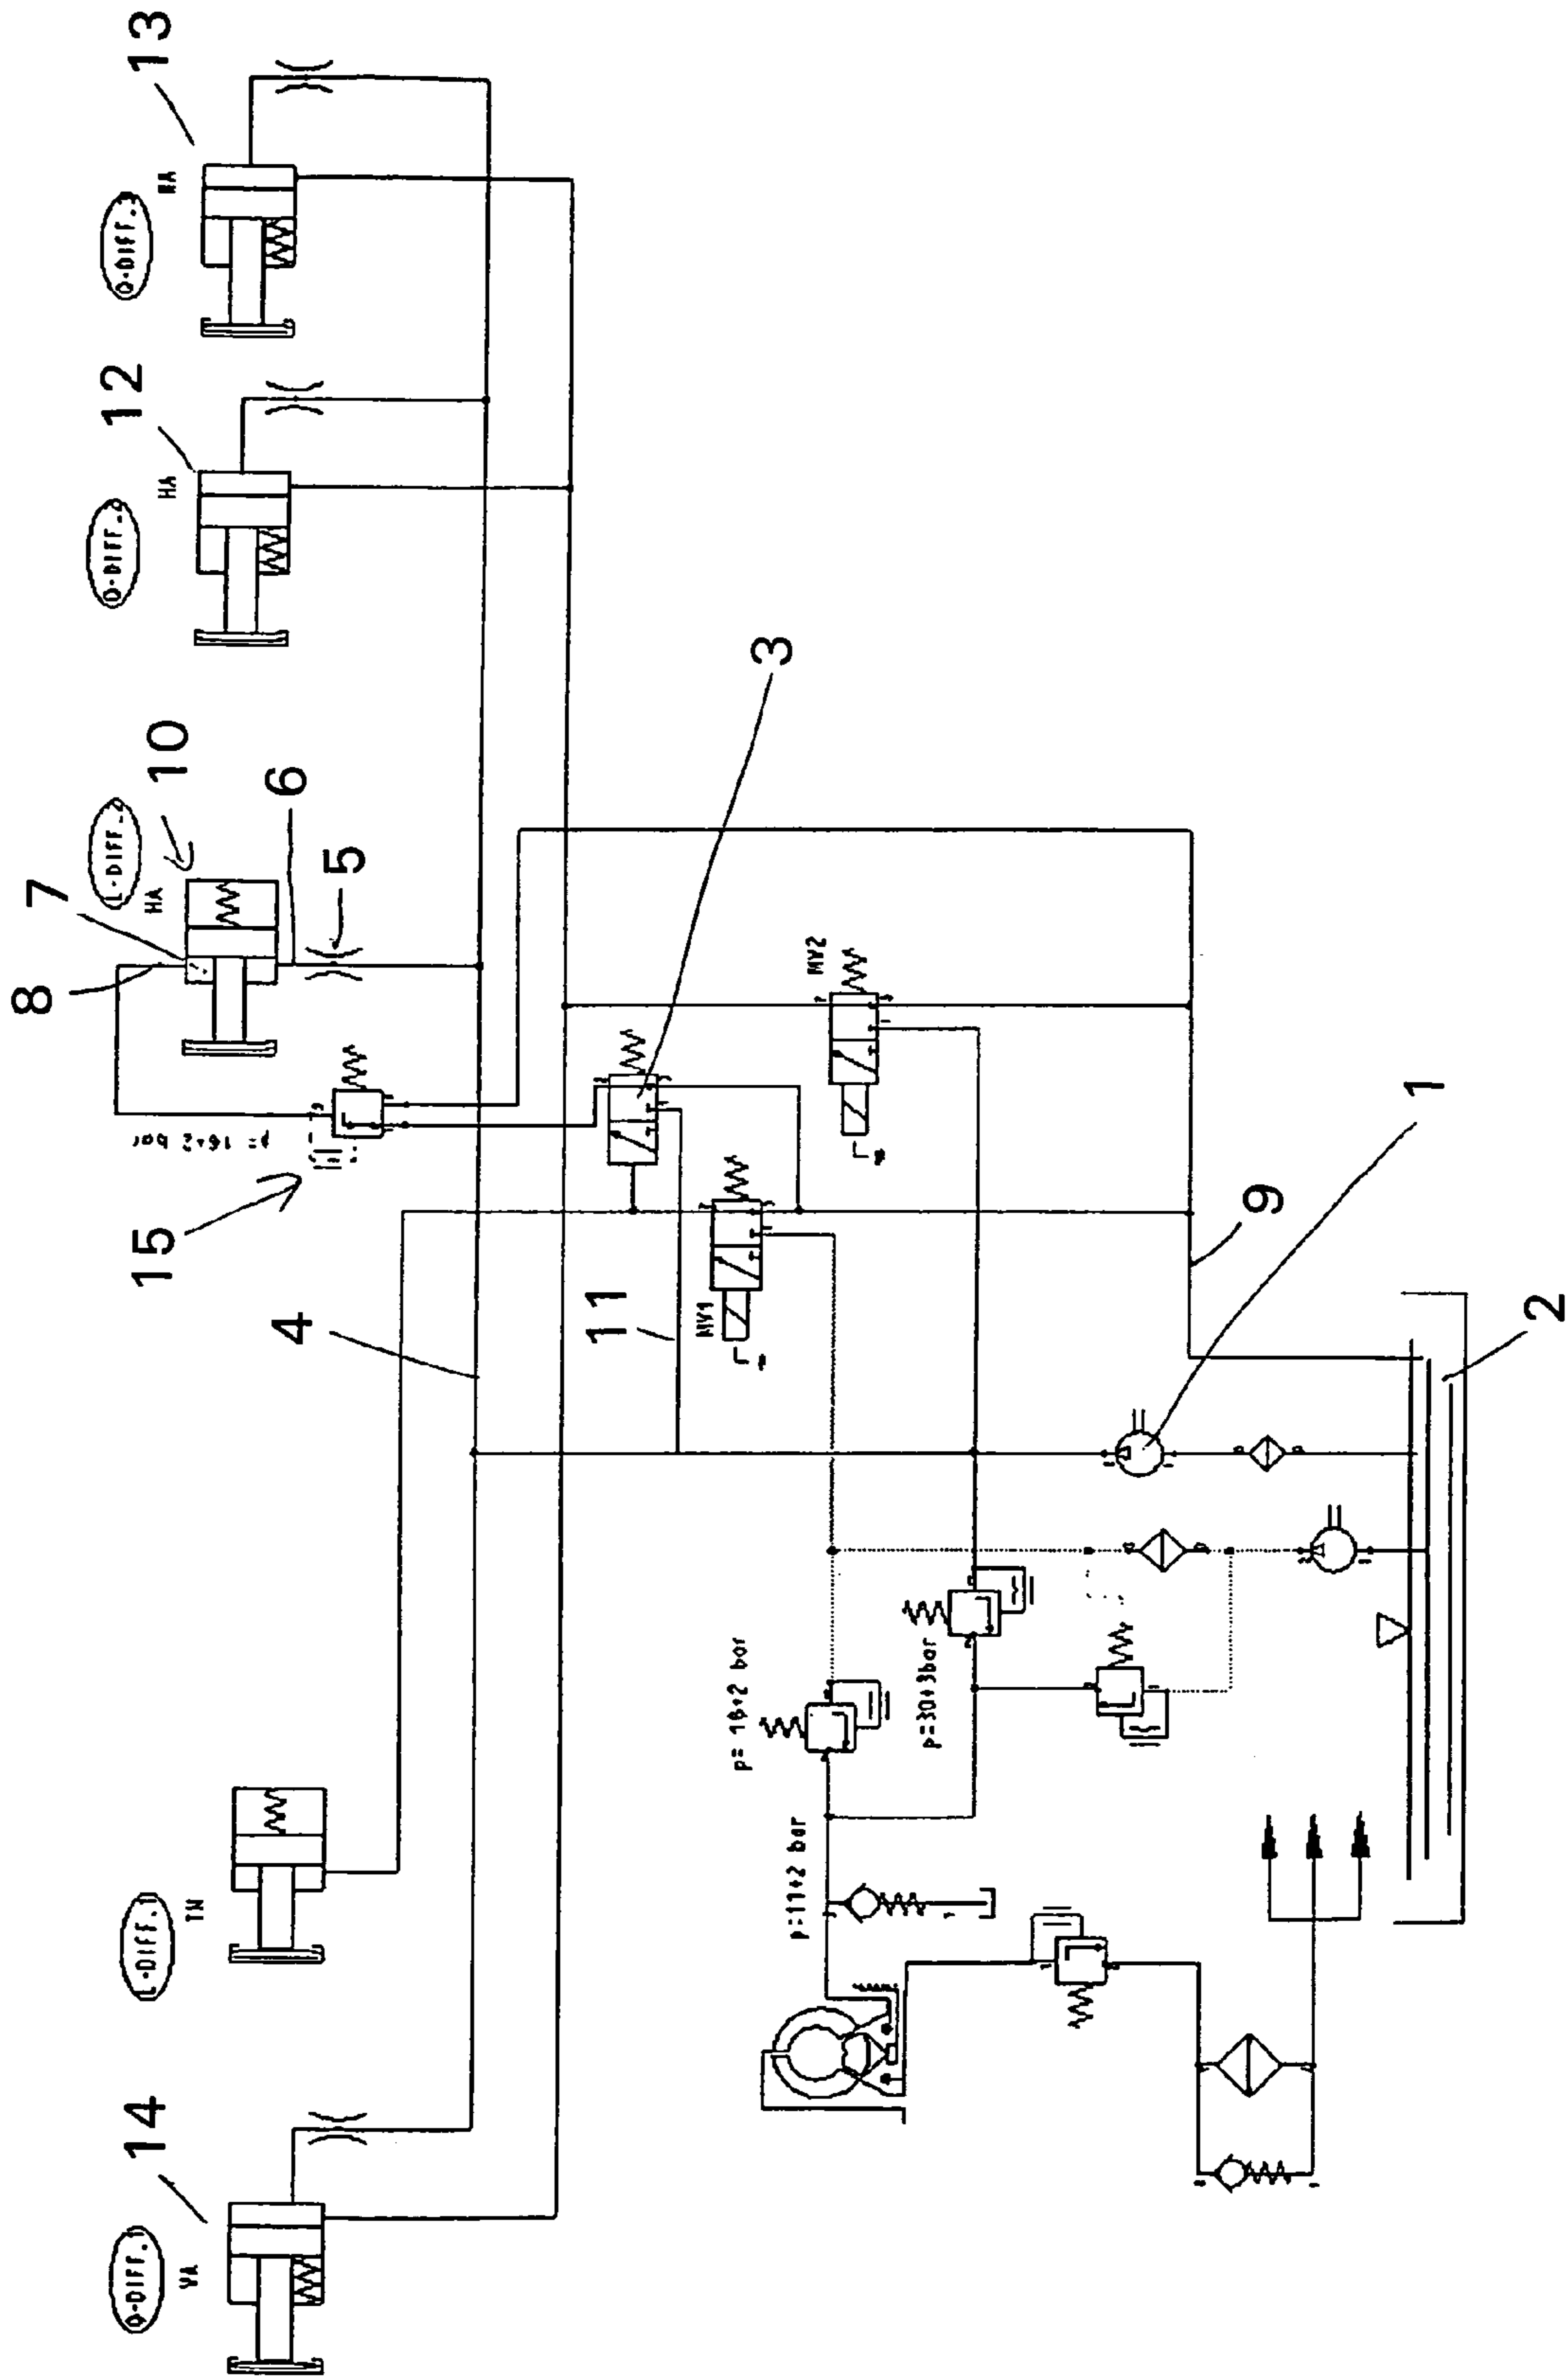 13
Q-DIFF.
HA
12
Q-DIFF.2
HA
10
L-DIFF.2
HA
7
8
6
5
3
MV2
p= 16+2 bar
15
4
11
MV1
9
1
2
p= 16+2 bar
p=30+3bar
p=11+2 bar
L-DIFF.1
14
Q-DIFF.1
VA